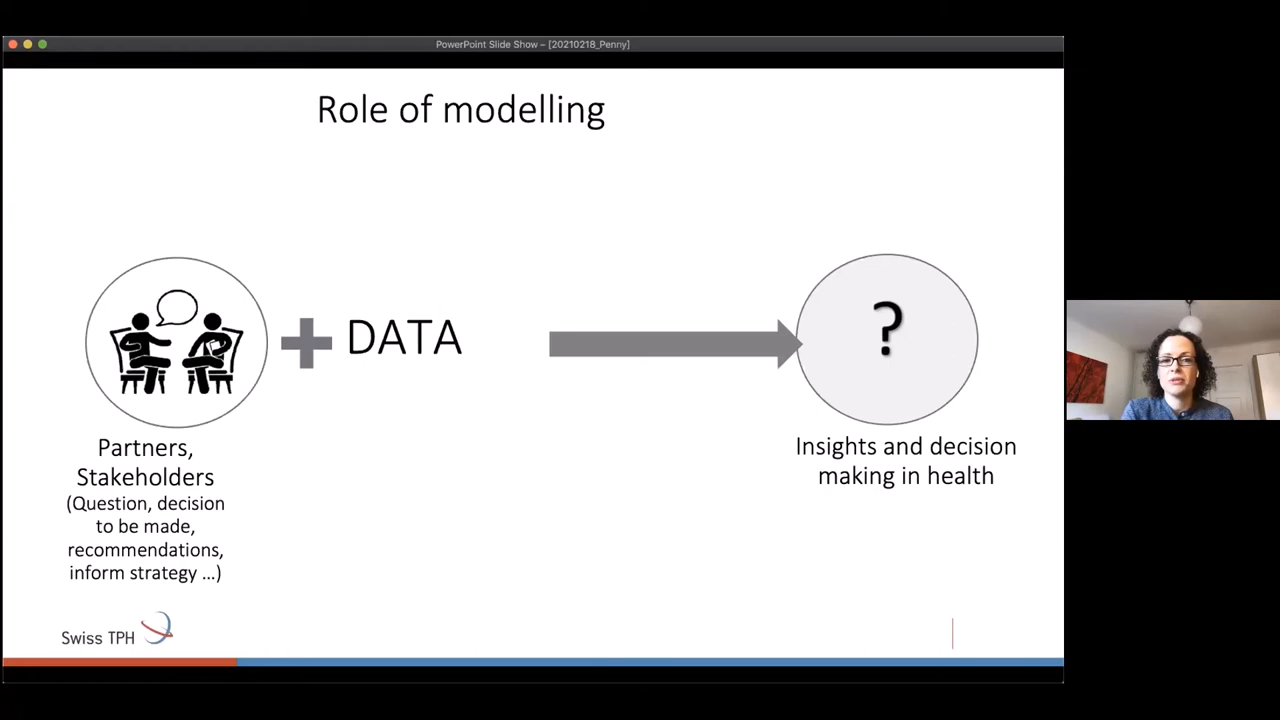 PowerPoint Slide Show – [20210218_Penny]
Role of modelling
DATA
?
Partners,
Stakeholders
(Question, decision
to be made,
recommendations,
inform strategy ...)
Insights and decision
making in health
Swiss TPH